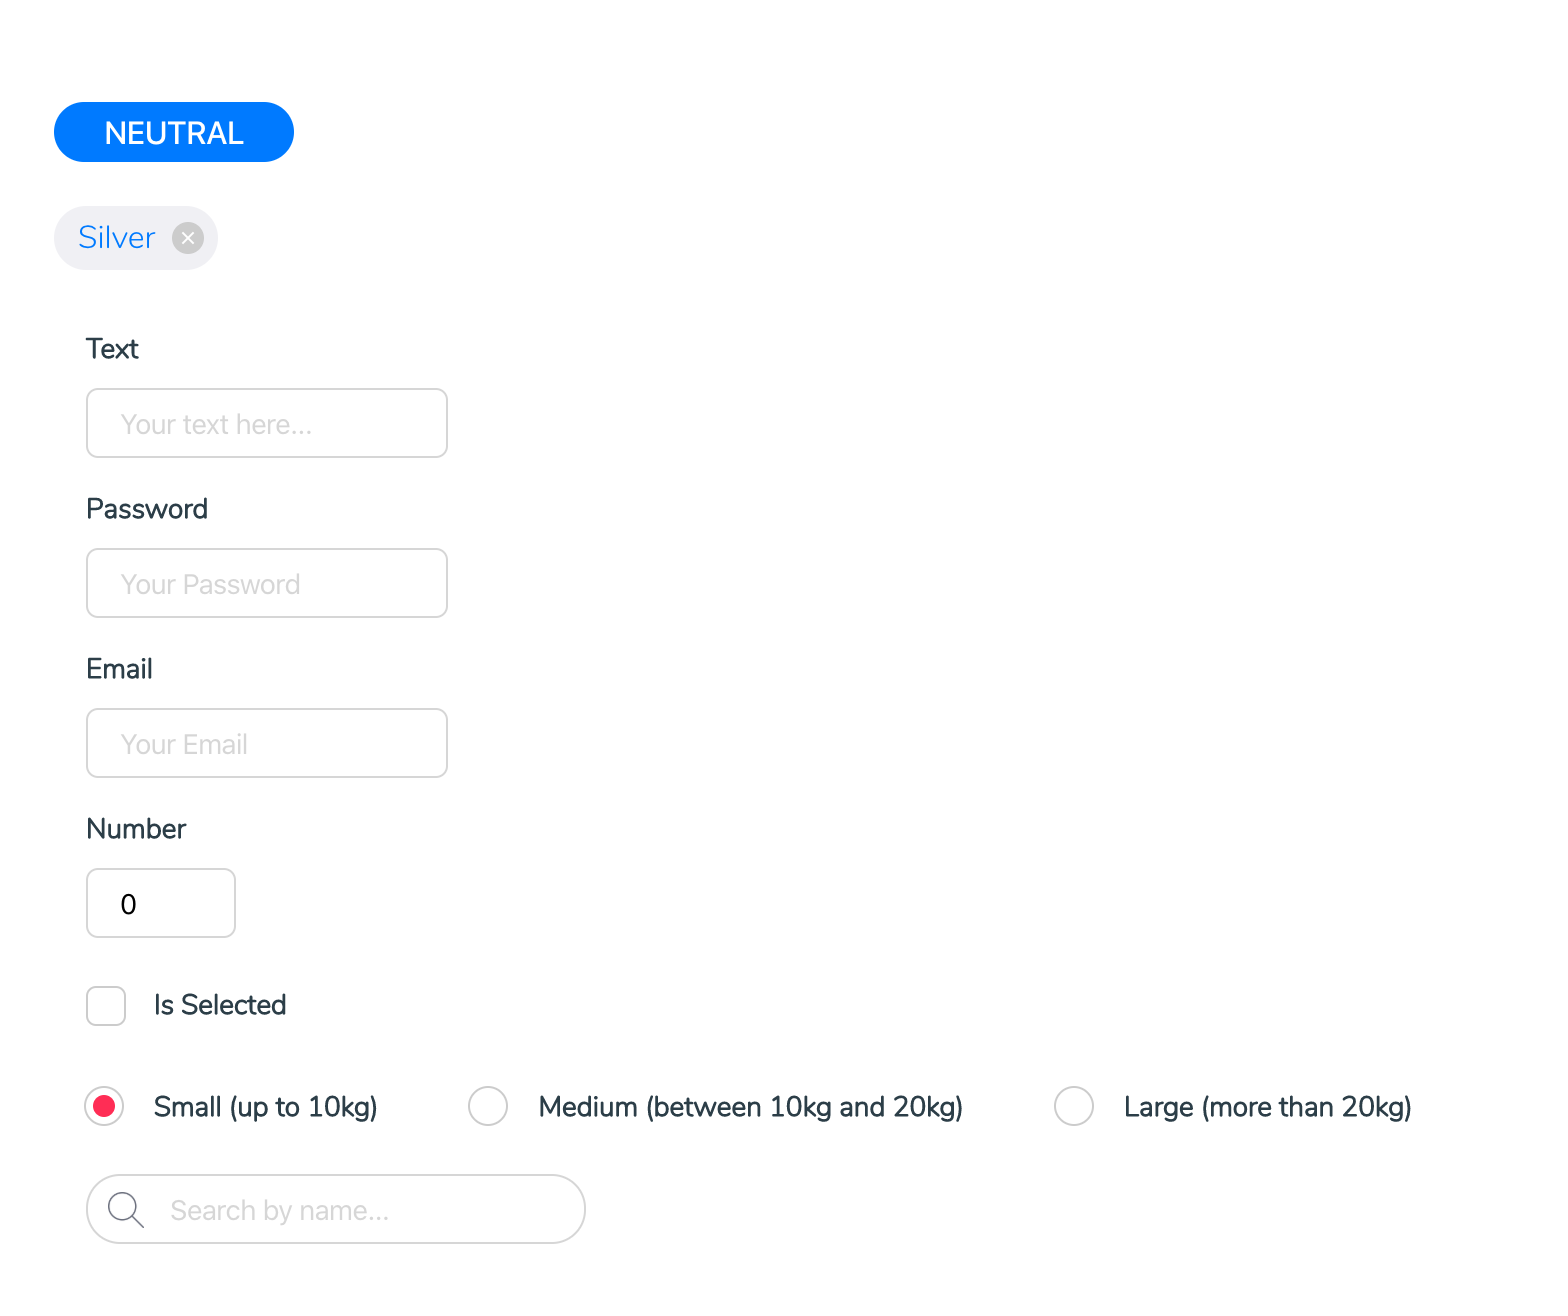 NEUTRAL
Silver
Text
Your text here...
Password
Your Password
Email
Your Email
Number
0
Is Selected
Small (up to 10kg) Medium (between 10kg and 20kg) Large (more than 20kg)
Search by name...